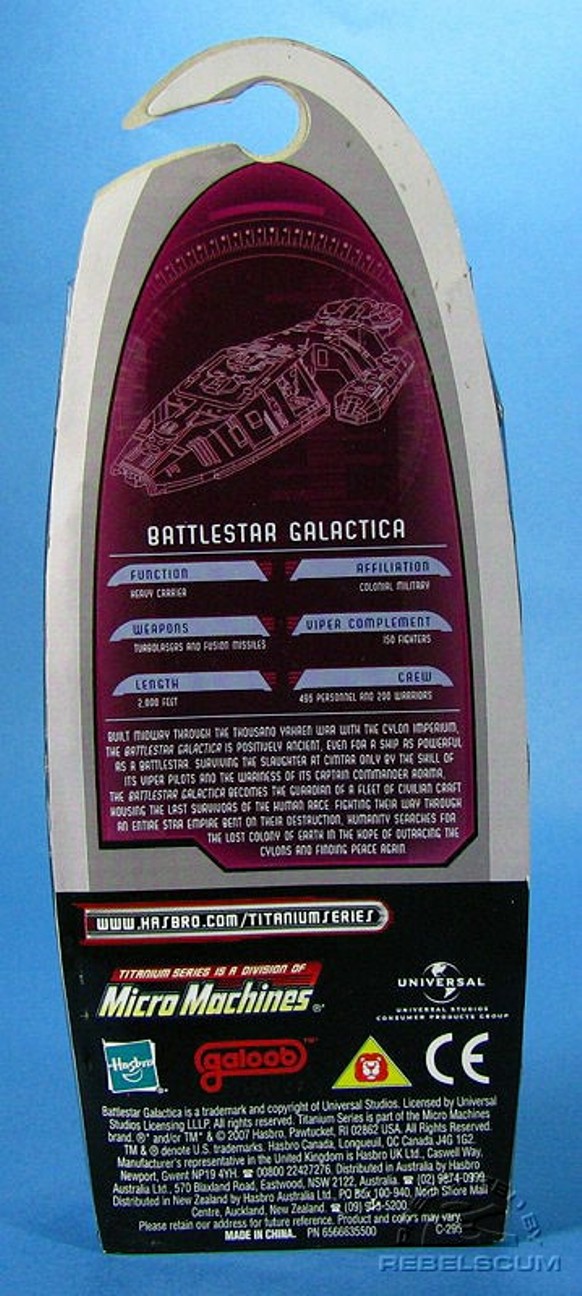 BATTLESTAR GALACTICA
FUNCTION
HEAVY CARRIER
AFFILIATION
COLONIAL MILITARY
WEAPONS
TURBOLASERS AND FUSION MISSILES
VIPER COMPLEMENT
150 FIGHTERS
LENGTH
2,000 FEET
CREW
495 PERSONNEL AND 200 WARRIORS
BUILT MIDWAY THROUGH THE THOUSAND YAHREN WAR WITH THE CYLON IMPERIUM,
THE BATTLESTAR GALACTICA IS POSITIVELY ANCIENT, EVEN FOR A SHIP AS POWERFUL
AS A BATTLESTAR. SURVIVING THE SLAUGHTER AT CIMTAR ONLY BY THE SKILL OF
ITS VIPER PILOTS AND THE WARINESS OF ITS CAPTAIN COMMANDER ADAMA,
THE BATTLESTAR GALACTICA BECOMES THE GUARDIAN OF A FLEET OF CIVILIAN CRAFT
HOUSING THE LAST SURVIVORS OF THE HUMAN RACE. FIGHTING THEIR WAY THROUGH
AN ENTIRE STAR EMPIRE BENT ON THEIR DESTRUCTION, HUMANITY SEARCHES FOR
THE LOST COLONY OF EARTH IN THE HOPE OF OUTRACING THE
CYLONS AND FINDING PEACE AGAIN.
WWW.HASBRO.COM/TITANIUMSERIES
TITANIUM SERIES IS A DIVISION OF
Micro Machines®
UNIVERSAL
UNIVERSAL STUDIOS
CONSUMER PRODUCTS GROUP
Hasbro ®
galoob ™
CE
Battlestar Galactica is a trademark and copyright of Universal Studios. Licensed by Universal
Studios Licensing LLLP. All rights reserved. Titanium Series is part of the Micro Machines
brand. ®* and/or TM* & © 2007 Hasbro, Pawtucket, RI 02862 USA. All Rights Reserved.
TM & ® denote U.S. trademarks. Hasbro Canada, Longueuil, QC Canada J4G 1G2.
Manufacturer's representative in the United Kingdom is Hasbro UK Ltd., Caswell Way,
Newport, Gwent NP19 4YH. ☎ 00800 22427276. Distributed in Australia by Hasbro
Australia Ltd., 570 Blaxland Road, Eastwood, NSW 2122, Australia. ☎ (02) 9874-0999.
Distributed in New Zealand by Hasbro Australia Ltd., PO Box 100-940, North Shore Mail
Centre, Auckland, New Zealand. ☎ (09) -5200.
Please retain our address for future reference. Product and colors may vary.
MADE IN CHINA. PN 6566635500 C-295
REBELSCUM